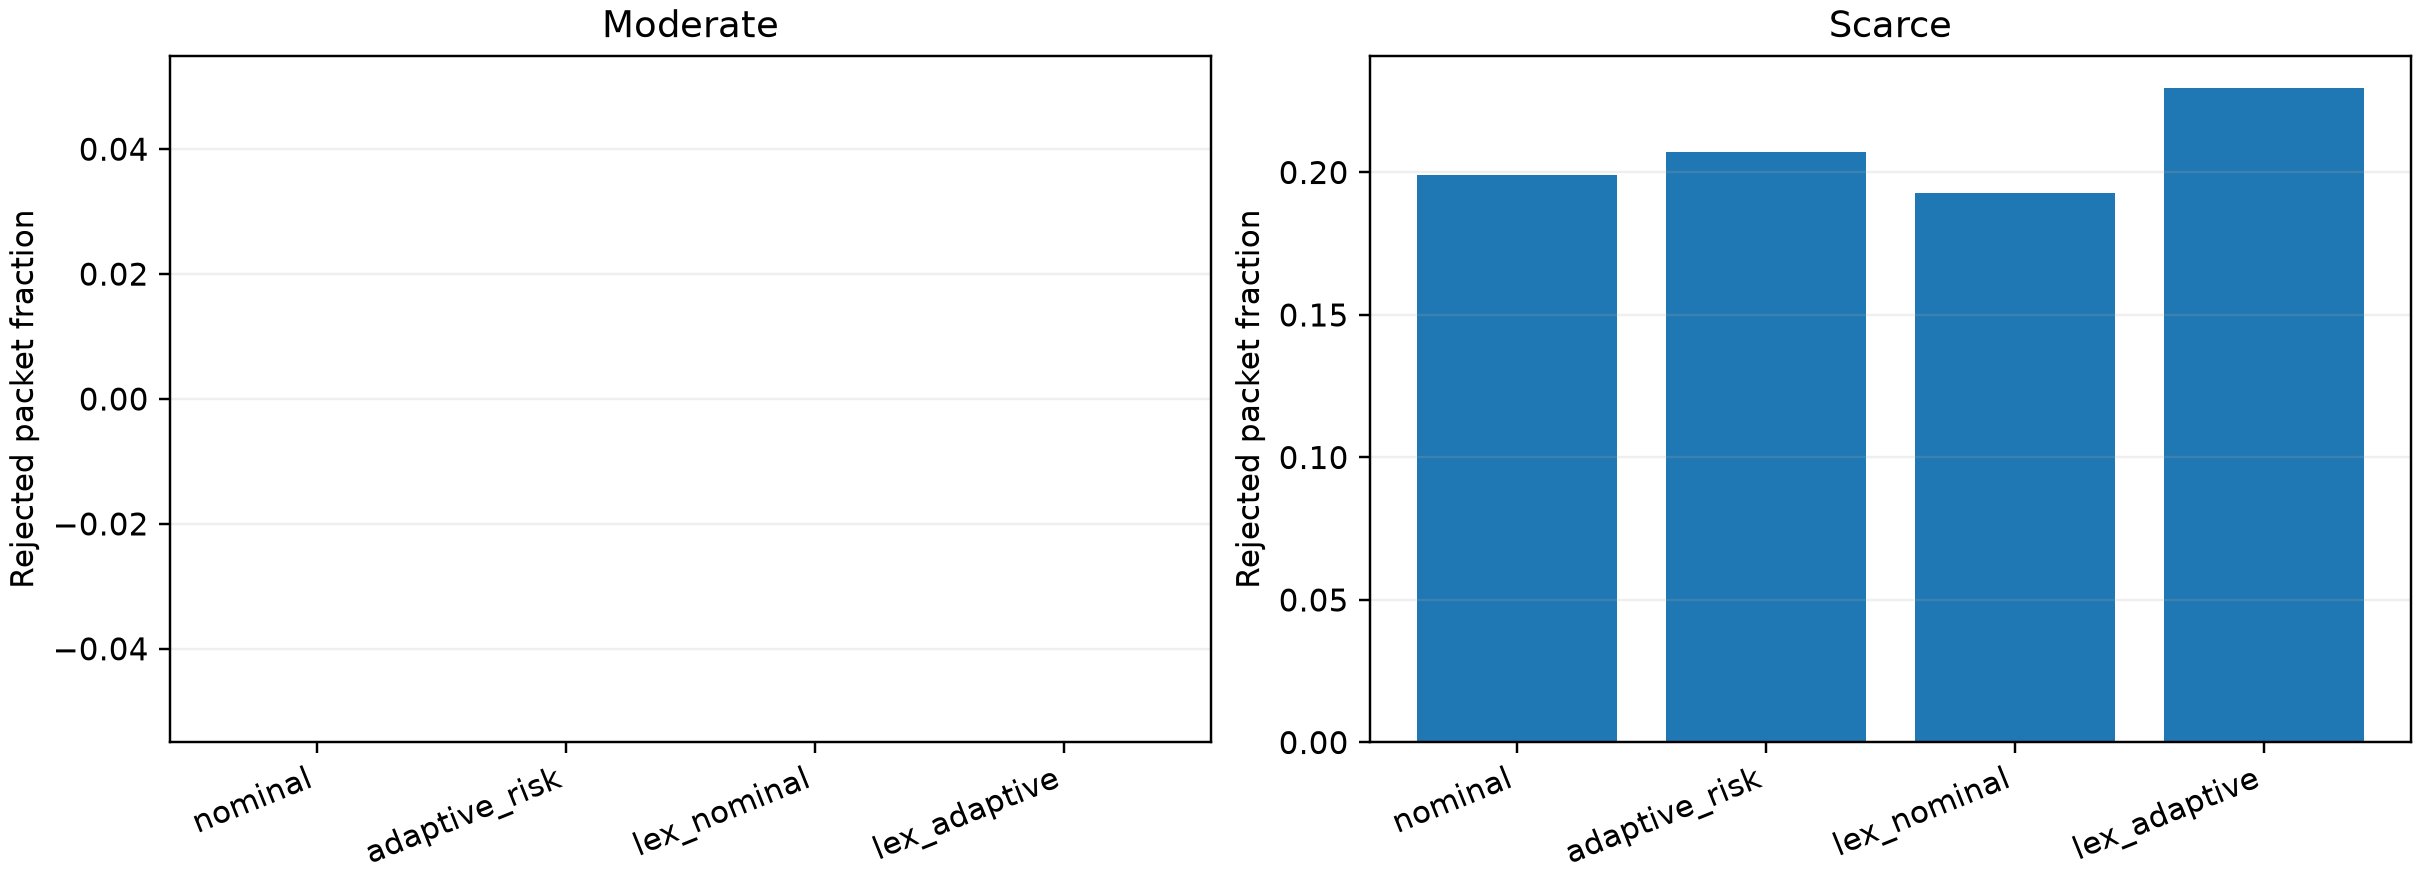 Moderate
Rejected packet fraction
0.04
0.02
0.00
−0.02
−0.04
nominal
adaptive_risk
lex_nominal
lex_adaptive
Scarce
Rejected packet fraction
0.20
0.15
0.10
0.05
0.00
nominal
adaptive_risk
lex_nominal
lex_adaptive